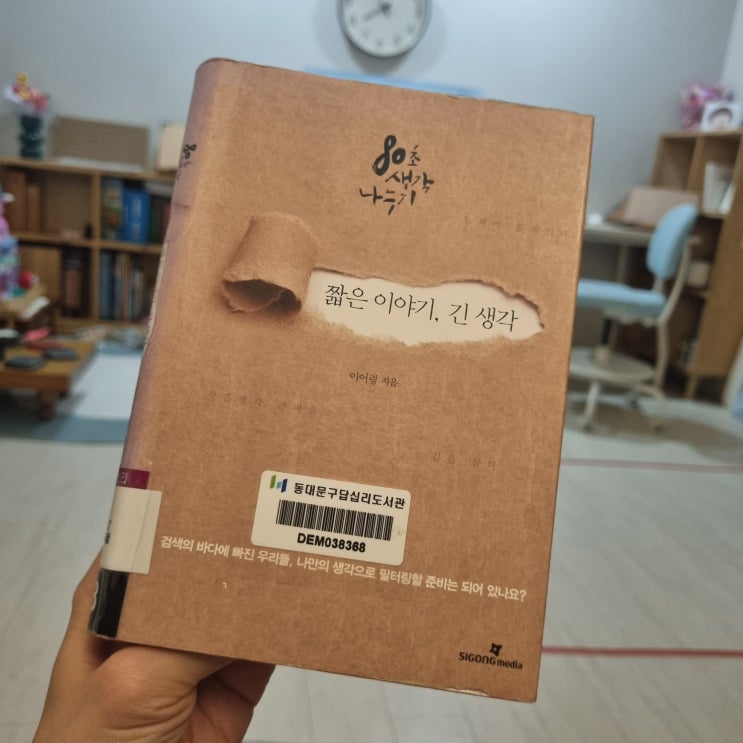 80초
생각
나누기
짧은 이야기, 긴 생각
이어령 지음
동대문구답십리도서관
DEM038368
검색의 바다에 빠진 우리들, 나만의 생각으로 필터링할 준비는 되어 있나요?
SIGONGmedia